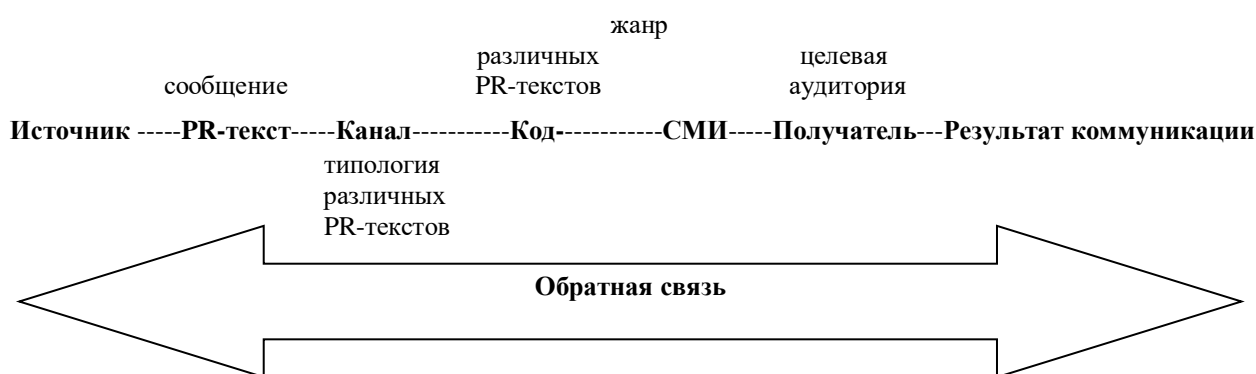 жанр
различных целевая
сообщение PR-текстов аудитория
Источник -----PR-текст-----Канал-----------Код-------------СМИ-----Получатель---Результат коммуникации
типология
различных
PR-текстов
Обратная связь